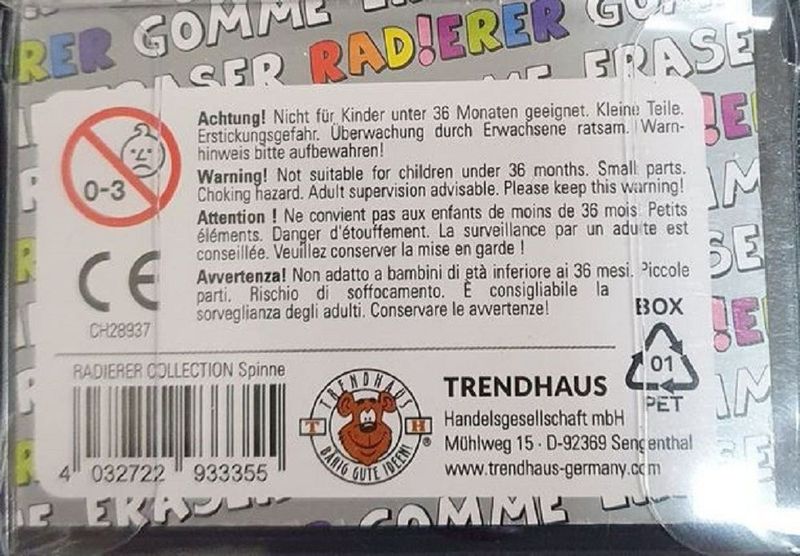 RER GOMME ERASER
ERASER RAD!ERER GO
GOMME ERASE
Achtung! Nicht für Kinder unter 36 Monaten geeignet. Kleine Teile.
Erstickungsgefahr. Überwachung durch Erwachsene ratsam. Warn-
hinweis bitte aufbewahren!
0-3
Warning! Not suitable for children under 36 months. Small parts.
Choking hazard. Adult supervision advisable. Please keep this warning!
Attention ! Ne convient pas aux enfants de moins de 36 mois. Petits
éléments. Danger d'étouffement. La surveillance par un adulte est
conseillée. Veuillez conserver la mise en garde !
Avvertenza! Non adatto a bambini di età inferiore ai 36 mesi. Piccole
parti. Rischio di soffocamento. È consigliabile la
sorveglianza degli adulti. Conservare le avvertenze!
CE
CH28937
BOX
01
PET
RADIERER COLLECTION Spinne
4 032722 933355
TRENDHAUS
T H
BÄRIG GUTE IDEEN!
®
TRENDHAUS
Handelsgesellschaft mbH
Mühlweg 15 · D-92369 Sengenthal
www.trendhaus-germany.com
ERASER GOMME